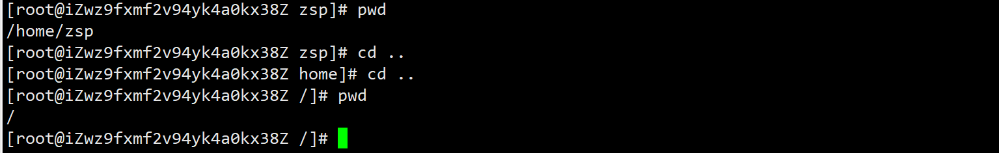 [root@iZwz9fxmf2v94yk4a0kx38Z zsp]# pwd
/home/zsp
[root@iZwz9fxmf2v94yk4a0kx38Z zsp]# cd ..
[root@iZwz9fxmf2v94yk4a0kx38Z home]# cd ..
[root@iZwz9fxmf2v94yk4a0kx38Z /]# pwd
/
[root@iZwz9fxmf2v94yk4a0kx38Z /]#